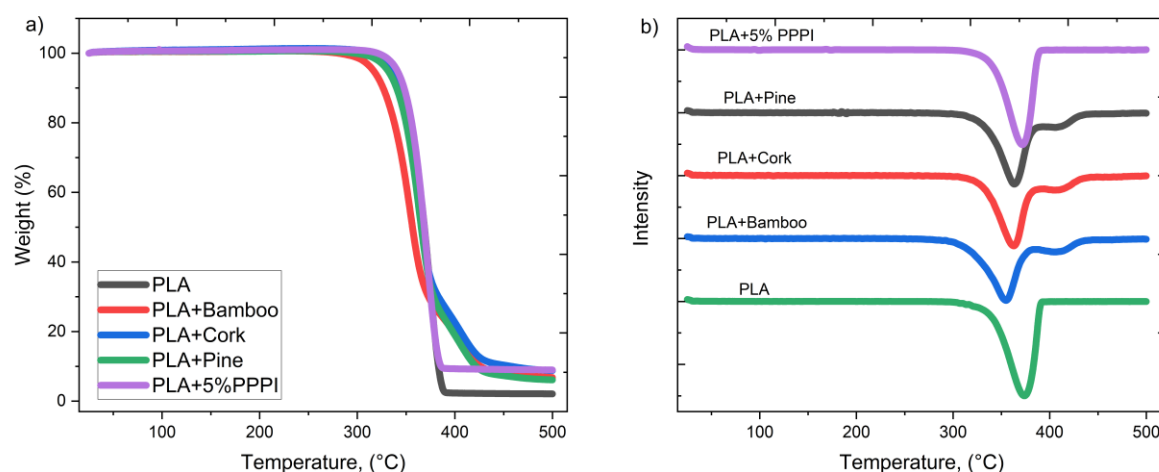 a)
Weight (%)
100
80
60
40
20
0
PLA
PLA+Bamboo
PLA+Cork
PLA+Pine
PLA+5%PPPI
100
200
300
400
500
Temperature, (°C)
b)
Intensity
PLA+5% PPPI
PLA+Pine
PLA+Cork
PLA+Bamboo
PLA
100
200
300
400
500
Temperature, (°C)